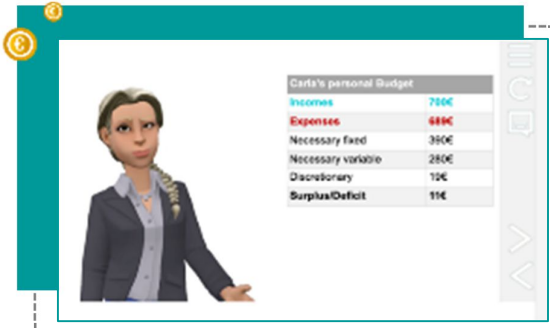 Carla's personal Budget
Incomes 700€
Expenses 689€
Necessary fixed 390€
Necessary variable 280€
Discretionary 19€
Surplus/Deficit 11€